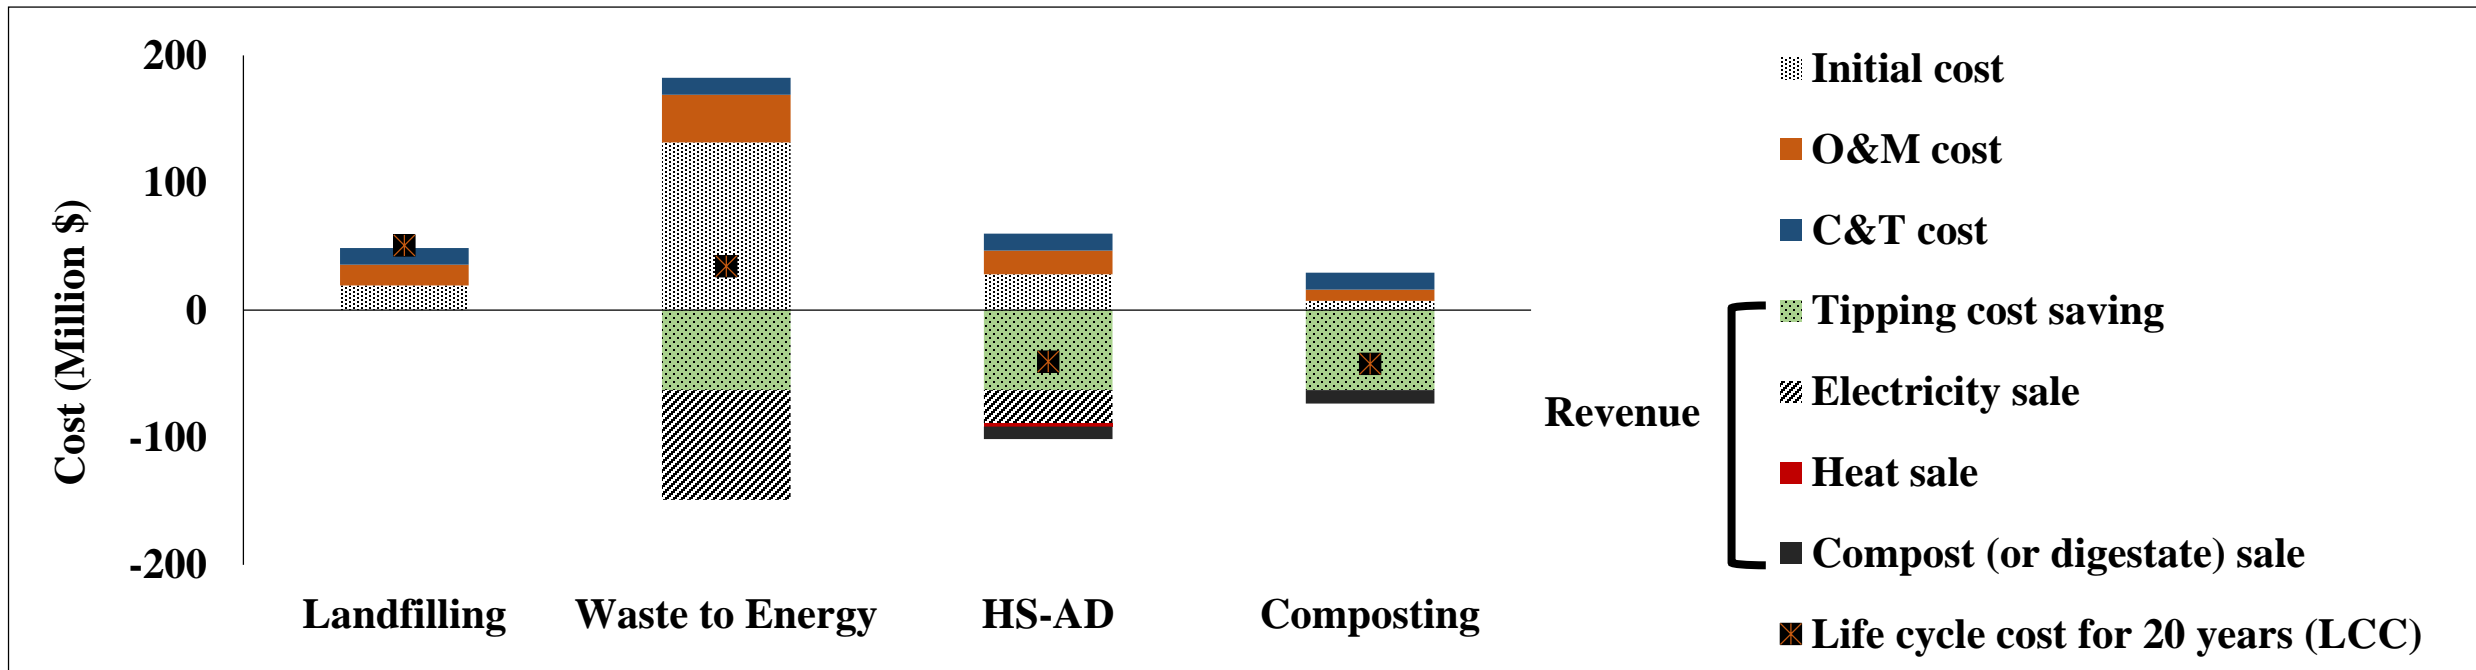 200
100
0
-100
-200
Cost (Million $)
Landfilling
Waste to Energy
HS-AD
Composting
Revenue
Initial cost
O&M cost
C&T cost
Tipping cost saving
Electricity sale
Heat sale
Compost (or digestate) sale
Life cycle cost for 20 years (LCC)